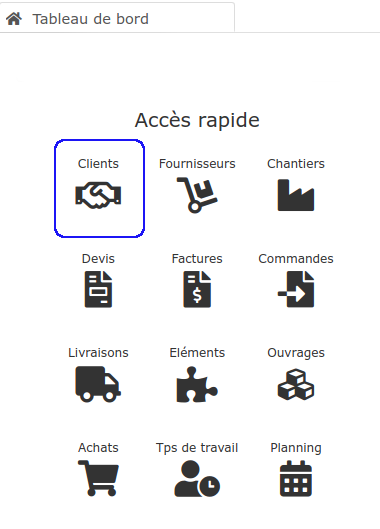 Tableau de bord
Accès rapide
Clients Fournisseurs Chantiers
Devis Factures Commandes
Livraisons Eléments Ouvrages
Achats Tps de travail Planning